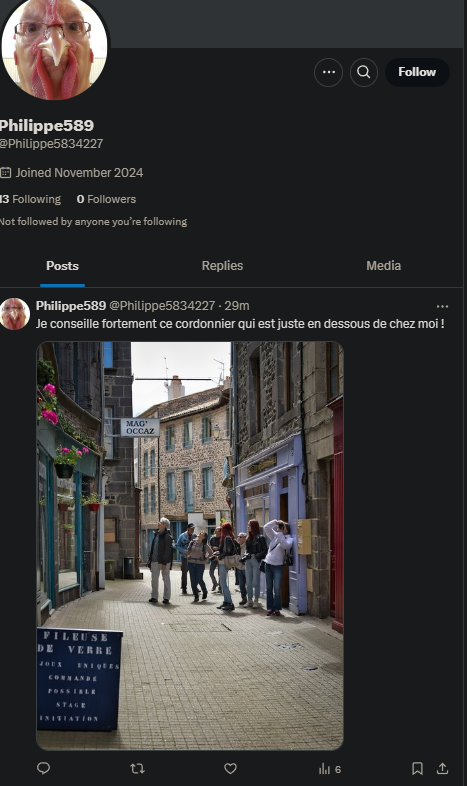 Follow
Philippe589
@Philippe5834227
Joined November 2024
13 Following 0 Followers
Not followed by anyone you're following
Posts Replies Media
Philippe589 @Philippe5834227 · 29m
Je conseille fortement ce cordonnier qui est juste en dessous de chez moi !
MAG'
OCCAZ
FILEUSE
DE VERRE
JOUX UNIQUES
COMMANDE
POSSIBLE
STAGE
INITIATION
6